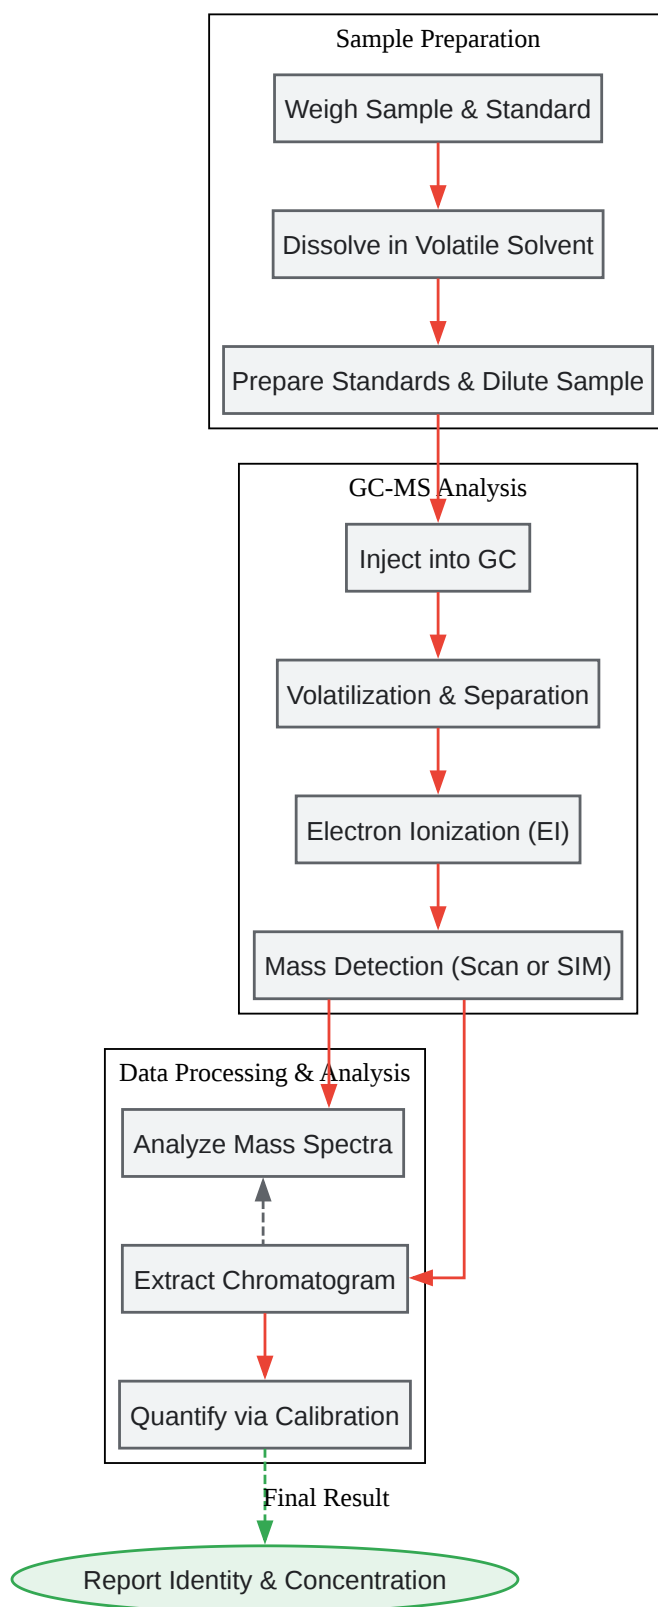 Sample Preparation
Weigh Sample & Standard
Dissolve in Volatile Solvent
Prepare Standards & Dilute Sample
GC-MS Analysis
Inject into GC
Volatilization & Separation
Electron Ionization (EI)
Mass Detection (Scan or SIM)
Data Processing & Analysis
Analyze Mass Spectra
Extract Chromatogram
Quantify via Calibration
Final Result
Report Identity & Concentration